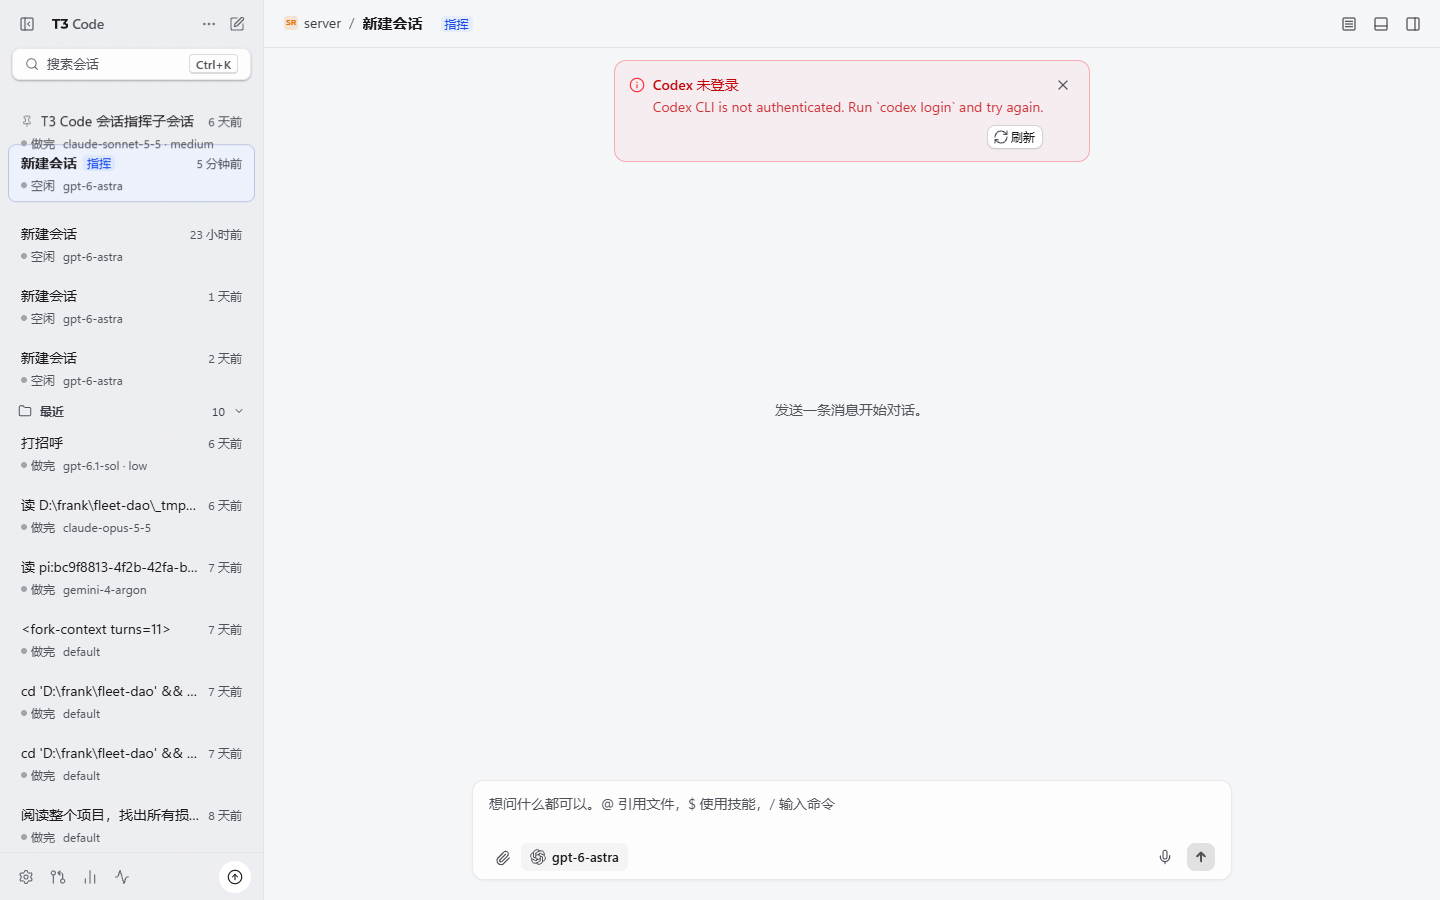 T3 Code
搜索会话 Ctrl+K
T3 Code 会话指挥子会话 6 天前
做完 claude-sonnet-5-5 · medium
新建会话 指挥 5 分钟前
空闲 gpt-6-astra
新建会话 23 小时前
空闲 gpt-6-astra
新建会话 1 天前
空闲 gpt-6-astra
新建会话 2 天前
空闲 gpt-6-astra
最近 10
打招呼 6 天前
做完 gpt-6.1-sol · low
读 D:\frank\fleet-dao\_tmp... 6 天前
做完 claude-opus-5-5
读 pi:bc9f8813-4f2b-42fa-b... 7 天前
做完 gemini-4-argon
<fork-context turns=11> 7 天前
做完 default
cd 'D:\frank\fleet-dao' && ... 7 天前
做完 default
cd 'D:\frank\fleet-dao' && ... 7 天前
做完 default
阅读整个项目，找出所有损... 8 天前
做完 default
SR server / 新建会话 指挥
Codex 未登录
Codex CLI is not authenticated. Run `codex login` and try again.
刷新
发送一条消息开始对话。
想问什么都可以。@ 引用文件，$ 使用技能，/ 输入命令
gpt-6-astra